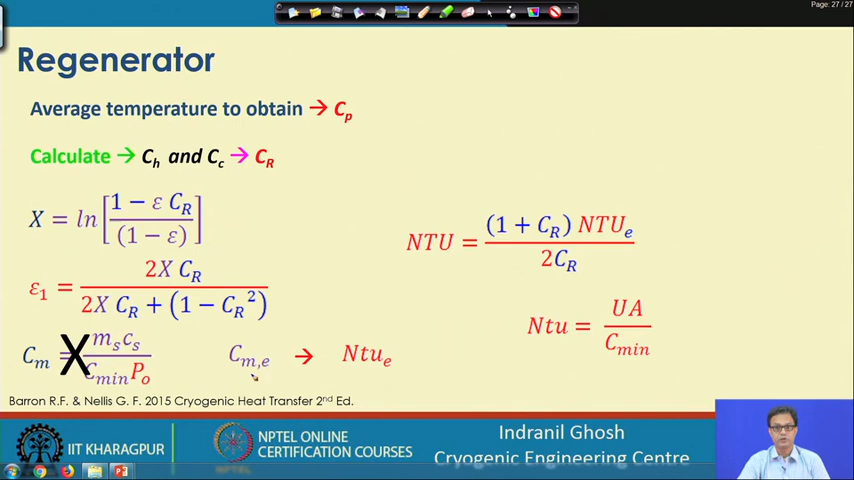 Page: 27 / 27
Regenerator
Average temperature to obtain → C_p
Calculate → C_h and C_c → C_R
X = ln[(1 − ε C_R)/(1 − ε)]
NTU = (1 + C_R) NTU_e / 2C_R
ε_1 = 2X C_R / (2X C_R + (1 − C_R²))
Ntu = UA / C_min
C_m = m_s c_s / C_min P_o
X
C_{m,e} → Ntu_e
Barron R.F. & Nellis G. F. 2015 Cryogenic Heat Transfer 2nd Ed.
IIT KHARAGPUR
NPTEL ONLINE
CERTIFICATION COURSES
Indranil Ghosh
Cryogenic Engineering Centre